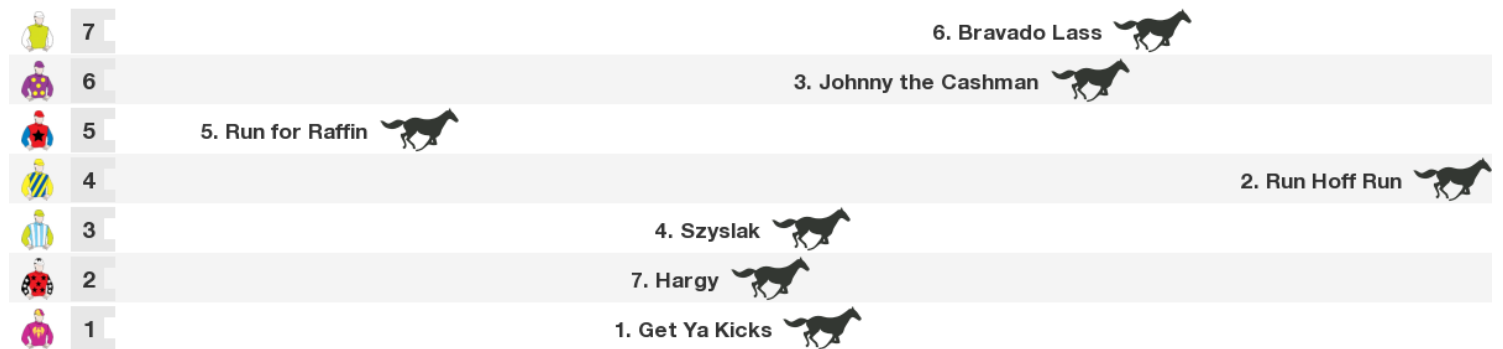 7 6. Bravado Lass
6 3. Johnny the Cashman
5 5. Run for Raffin
4 2. Run Hoff Run
3 4. Szyslak
2 7. Hargy
1 1. Get Ya Kicks